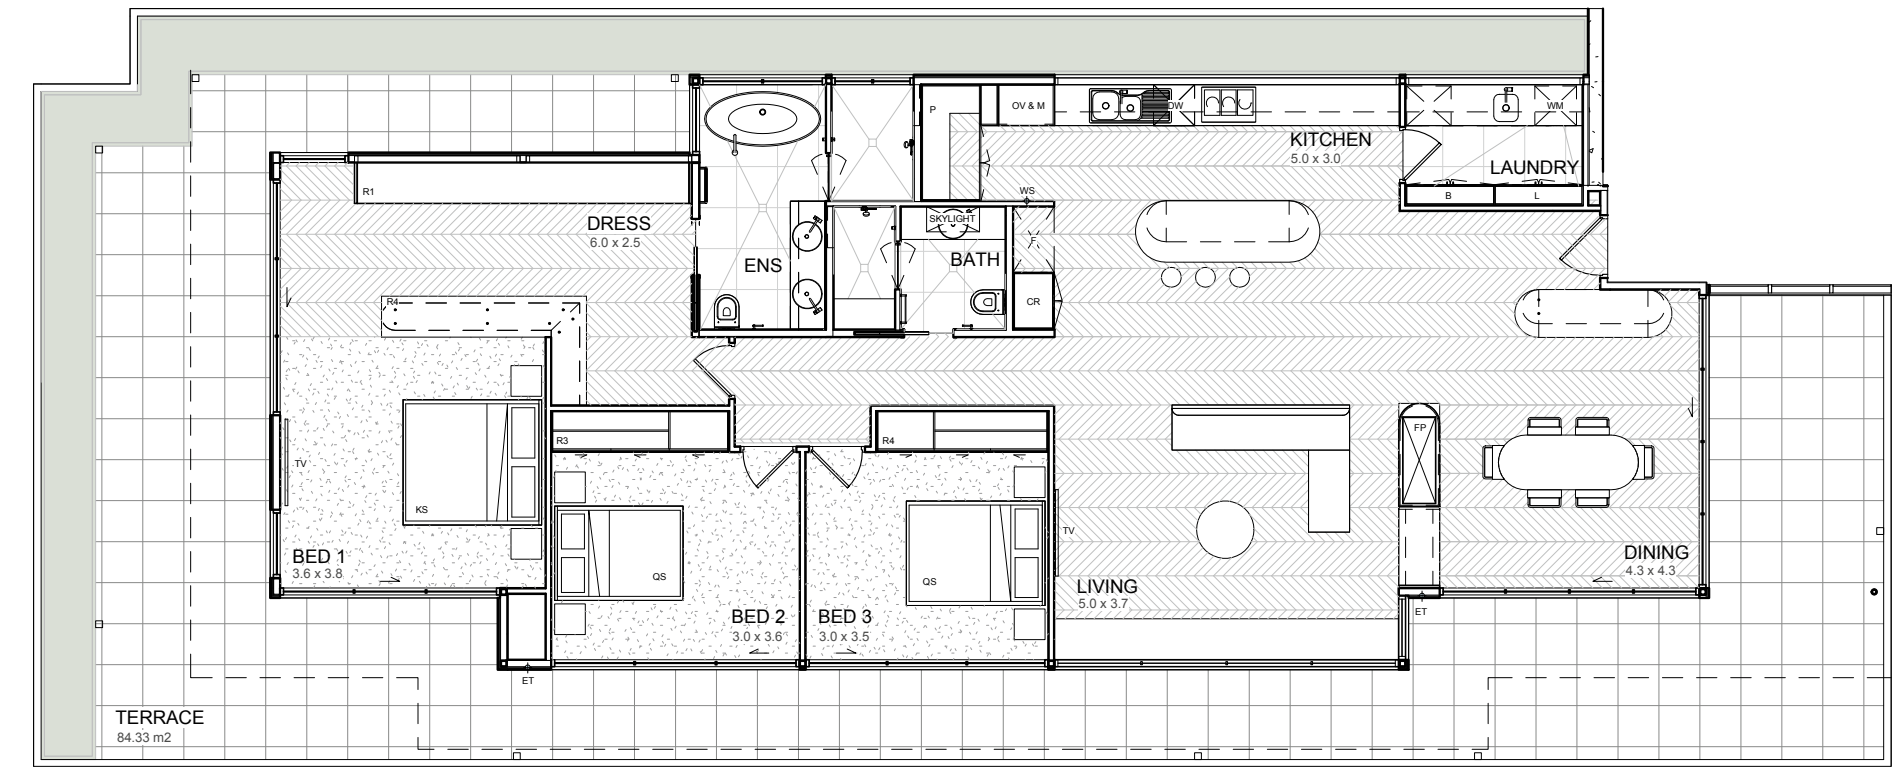 P
OV & M
DW
WM
KITCHEN
5.0 x 3.0
LAUNDRY
R1
WS
B
L
DRESS
6.0 x 2.5
SKYLIGHT
F
ENS
BATH
R4
CR
R3
R4
FP
TV
KS
TV
BED 1
3.6 x 3.8
QS
QS
DINING
4.3 x 4.3
LIVING
5.0 x 3.7
BED 2
3.0 x 3.6
BED 3
3.0 x 3.5
ET
ET
TERRACE
84.33 m2